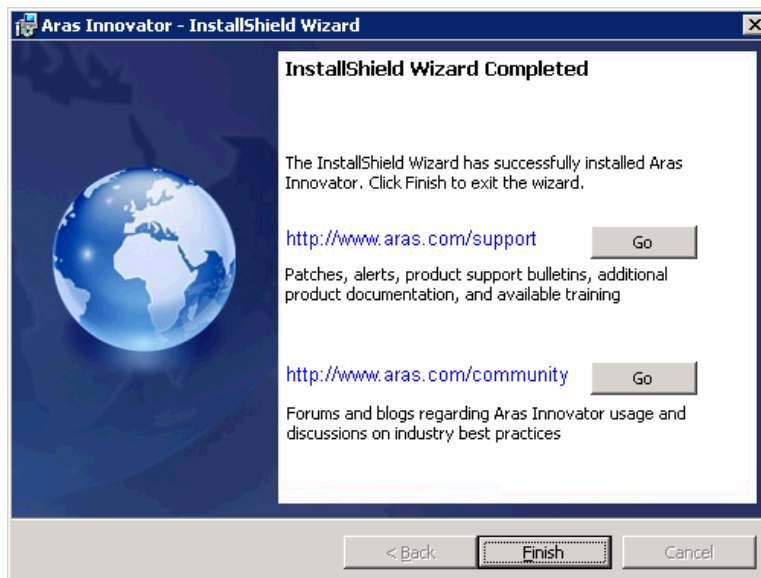 Aras Innovator - InstallShield Wizard
InstallShield Wizard Completed
The InstallShield Wizard has successfully installed Aras
Innovator. Click Finish to exit the wizard.
http://www.aras.com/support
Go
Patches, alerts, product support bulletins, additional
product documentation, and available training
http://www.aras.com/community
Go
Forums and blogs regarding Aras Innovator usage and
discussions on industry best practices
< Back
Finish
Cancel